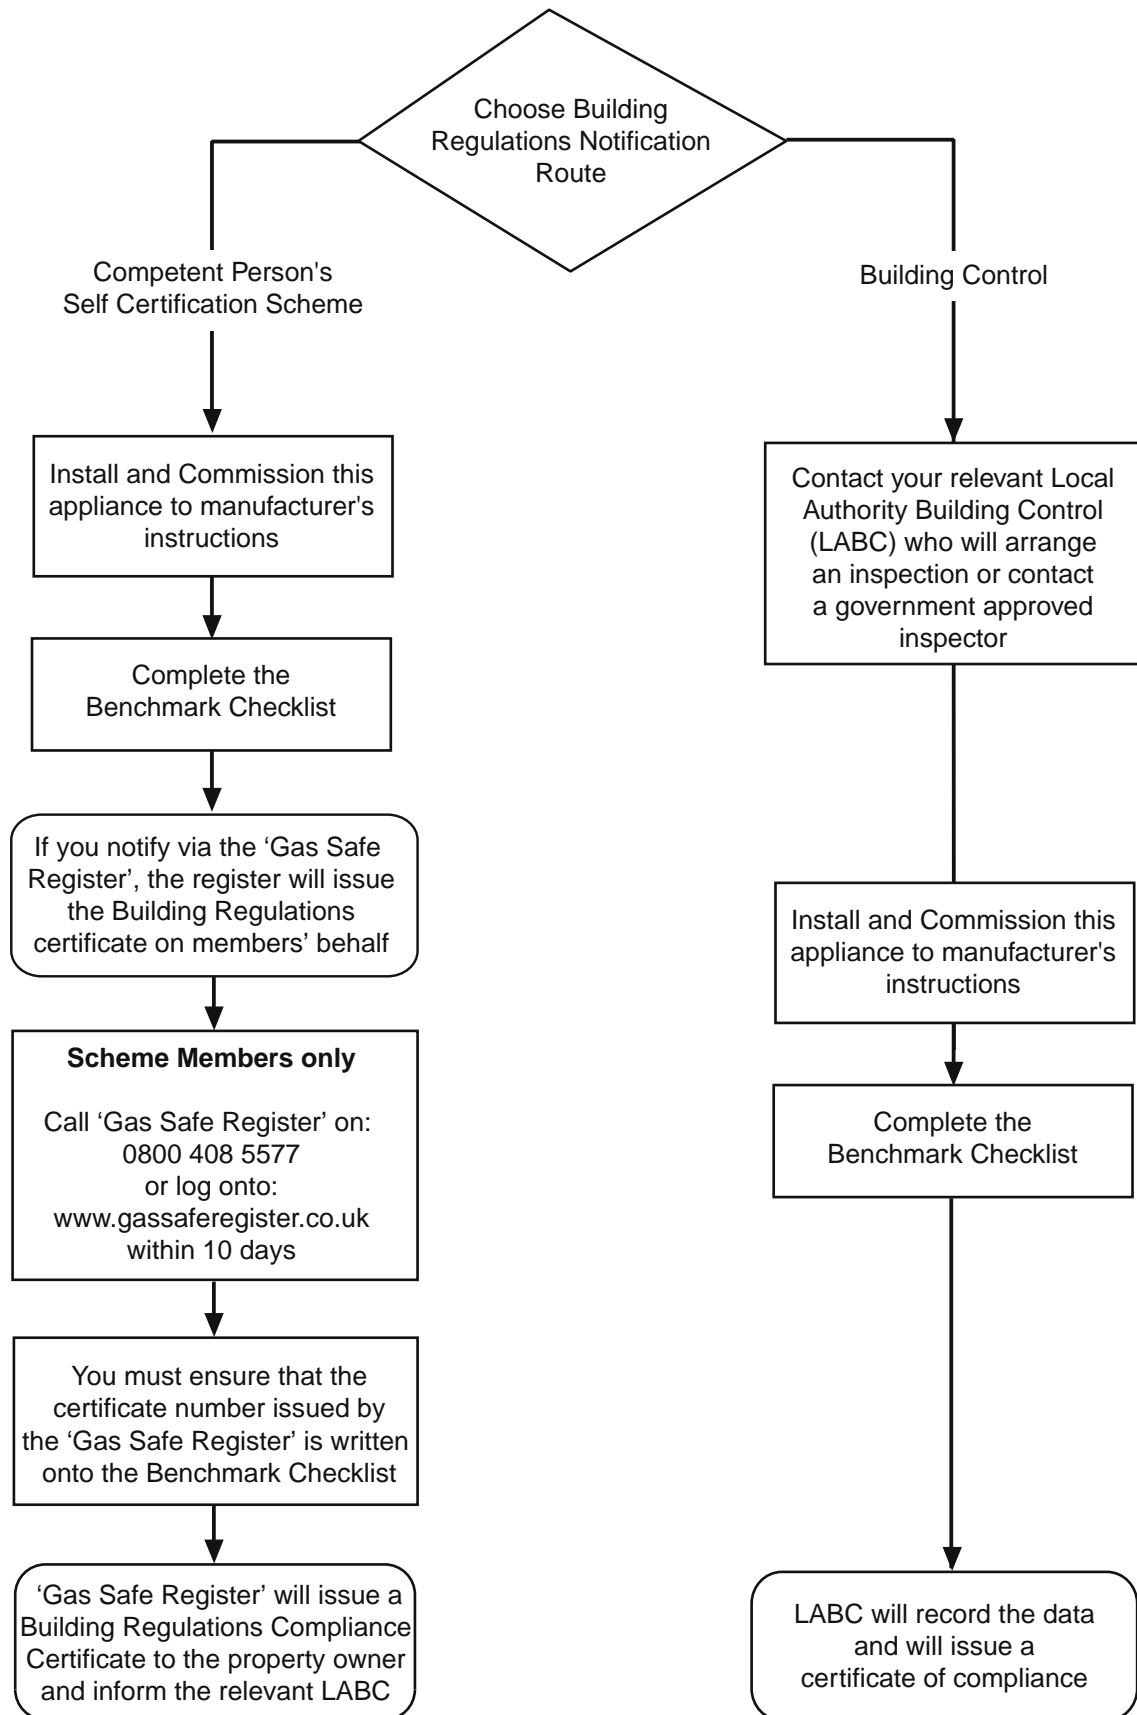 Choose Building
Regulations Notification
Route
Competent Person's
Self Certification Scheme
Building Control
Install and Commission this
appliance to manufacturer's
instructions
Complete the
Benchmark Checklist
If you notify via the ‘Gas Safe
Register’, the register will issue
the Building Regulations
certificate on members’ behalf
Scheme Members only
Call ‘Gas Safe Register’ on:
0800 408 5577
or log onto:
www.gassaferegister.co.uk
within 10 days
You must ensure that the
certificate number issued by
the ‘Gas Safe Register’ is written
onto the Benchmark Checklist
‘Gas Safe Register’ will issue a
Building Regulations Compliance
Certificate to the property owner
and inform the relevant LABC
Contact your relevant Local
Authority Building Control
(LABC) who will arrange
an inspection or contact
a government approved
inspector
Install and Commission this
appliance to manufacturer's
instructions
Complete the
Benchmark Checklist
LABC will record the data
and will issue a
certificate of compliance